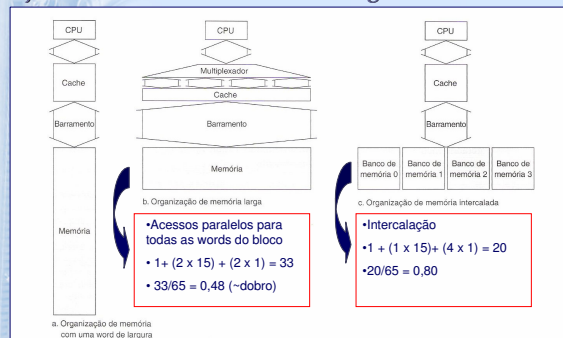 CPU
Cache
Barramento
Memória
a. Organização de memória
com uma word de largura
CPU
Multiplexador
Cache
Barramento
Memória
b. Organização de memória larga
•Acessos paralelos para
todas as words do bloco
• 1+ (2 x 15) + (2 x 1) = 33
• 33/65 = 0,48 (~dobro)
CPU
Cache
Barramento
Banco de
memória 0
Banco de
memória 1
Banco de
memória 2
Banco de
memória 3
c. Organização de memória intercalada
•Intercalação
•1 + (1 x 15)+ (4 x 1) = 20
•20/65 = 0,80